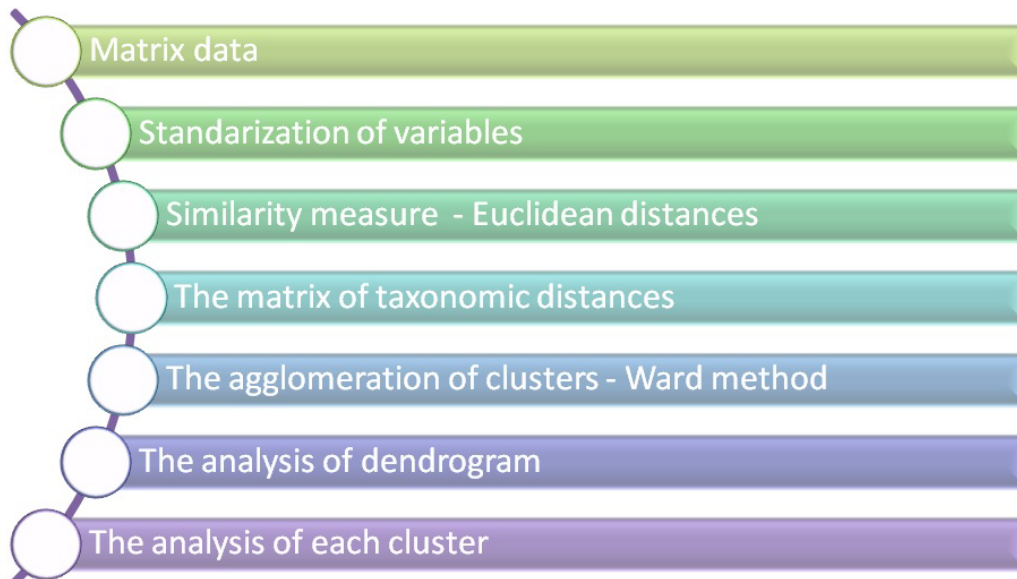 Matrix data
Standarization of variables
Similarity measure - Euclidean distances
The matrix of taxonomic distances
The agglomeration of clusters - Ward method
The analysis of dendrogram
The analysis of each cluster